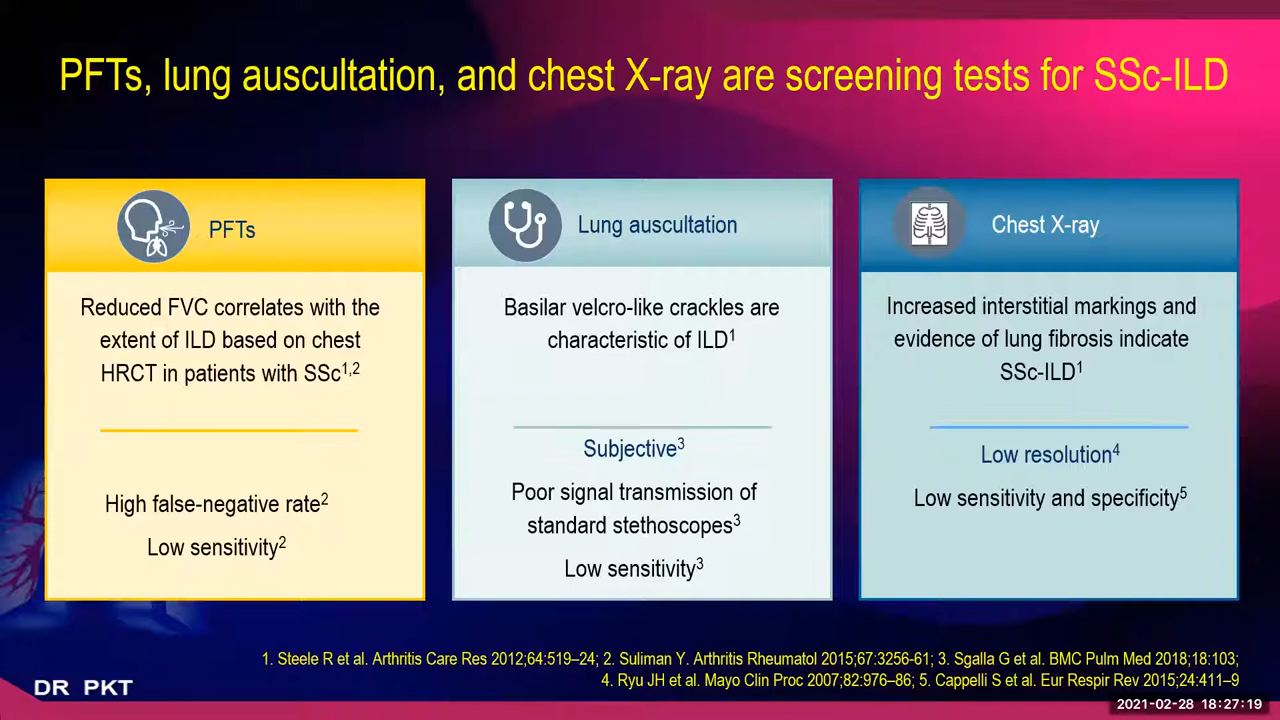 PFTs, lung auscultation, and chest X-ray are screening tests for SSc-ILD
PFTs
Reduced FVC correlates with the
extent of ILD based on chest
HRCT in patients with SSc1,2
High false-negative rate2
Low sensitivity2
Lung auscultation
Basilar velcro-like crackles are
characteristic of ILD1
Subjective3
Poor signal transmission of
standard stethoscopes3
Low sensitivity3
Chest X-ray
Increased interstitial markings and
evidence of lung fibrosis indicate
SSc-ILD1
Low resolution4
Low sensitivity and specificity5
1. Steele R et al. Arthritis Care Res 2012;64:519–24; 2. Suliman Y. Arthritis Rheumatol 2015;67:3256-61; 3. Sgalla G et al. BMC Pulm Med 2018;18:103;
4. Ryu JH et al. Mayo Clin Proc 2007;82:976–86; 5. Cappelli S et al. Eur Respir Rev 2015;24:411–9
DR PKT
2021-02-28 18:27:19